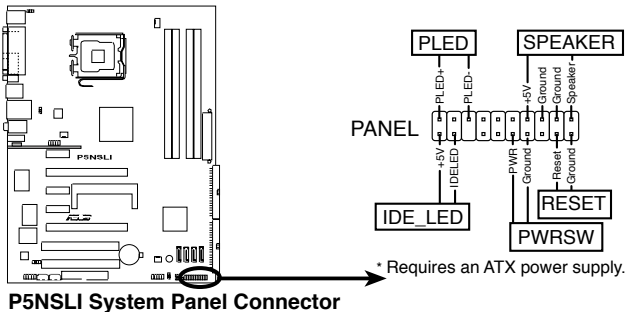 PLED
SPEAKER
PLED+
PLED-
+5V
Ground
Ground
Speaker
PANEL
+5V
IDELED
PWR
Ground
Reset
Ground
IDE_LED
RESET
PWRSW
* Requires an ATX power supply.
P5NSLI
P5NSLI System Panel Connector